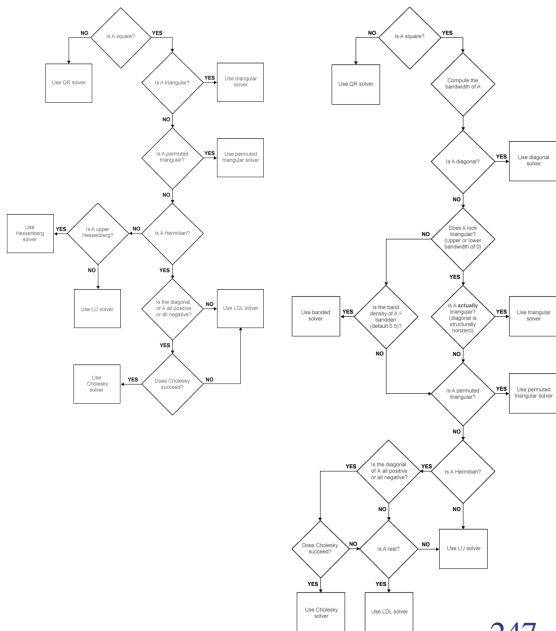 NO
Is A square?
YES
Use QR solver
Is A triangular?
YES
Use triangular
solver
NO
Is A permuted
triangular?
YES
Use permuted
triangular solver
NO
Use
Hessenberg
solver
YES
Is A upper
Hessenberg?
NO
Is A Hermitian?
NO
YES
Use LU solver
Is the diagonal
of A all positive
or all negative?
NO
Use LDL solver
YES
Use
Cholesky
solver
YES
Does Cholesky
succeed?
NO
NO
Is A square?
YES
Use QR solver
Compute the
bandwidth of A
Is A diagonal?
YES
Use diagonal
solver
NO
NO
Does A look
triangular?
(Upper or lower
bandwidth of 0)
YES
Use banded
solver
YES
Is the band
density of A >
bandden
(default 0.5)?
Is A actually
triangular?
(diagonal is
structurally
nonzero)
YES
Use triangular
solver
NO
NO
Is A permuted
triangular?
YES
Use permuted
triangular solver
NO
YES
Is the diagonal
of A all positive
or all negative?
YES
Is A Hermitian?
NO
NO
Does Cholesky
succeed?
NO
Is A real?
NO
Use LU solver
YES
YES
Use Cholesky
solver
Use LDL solver
247